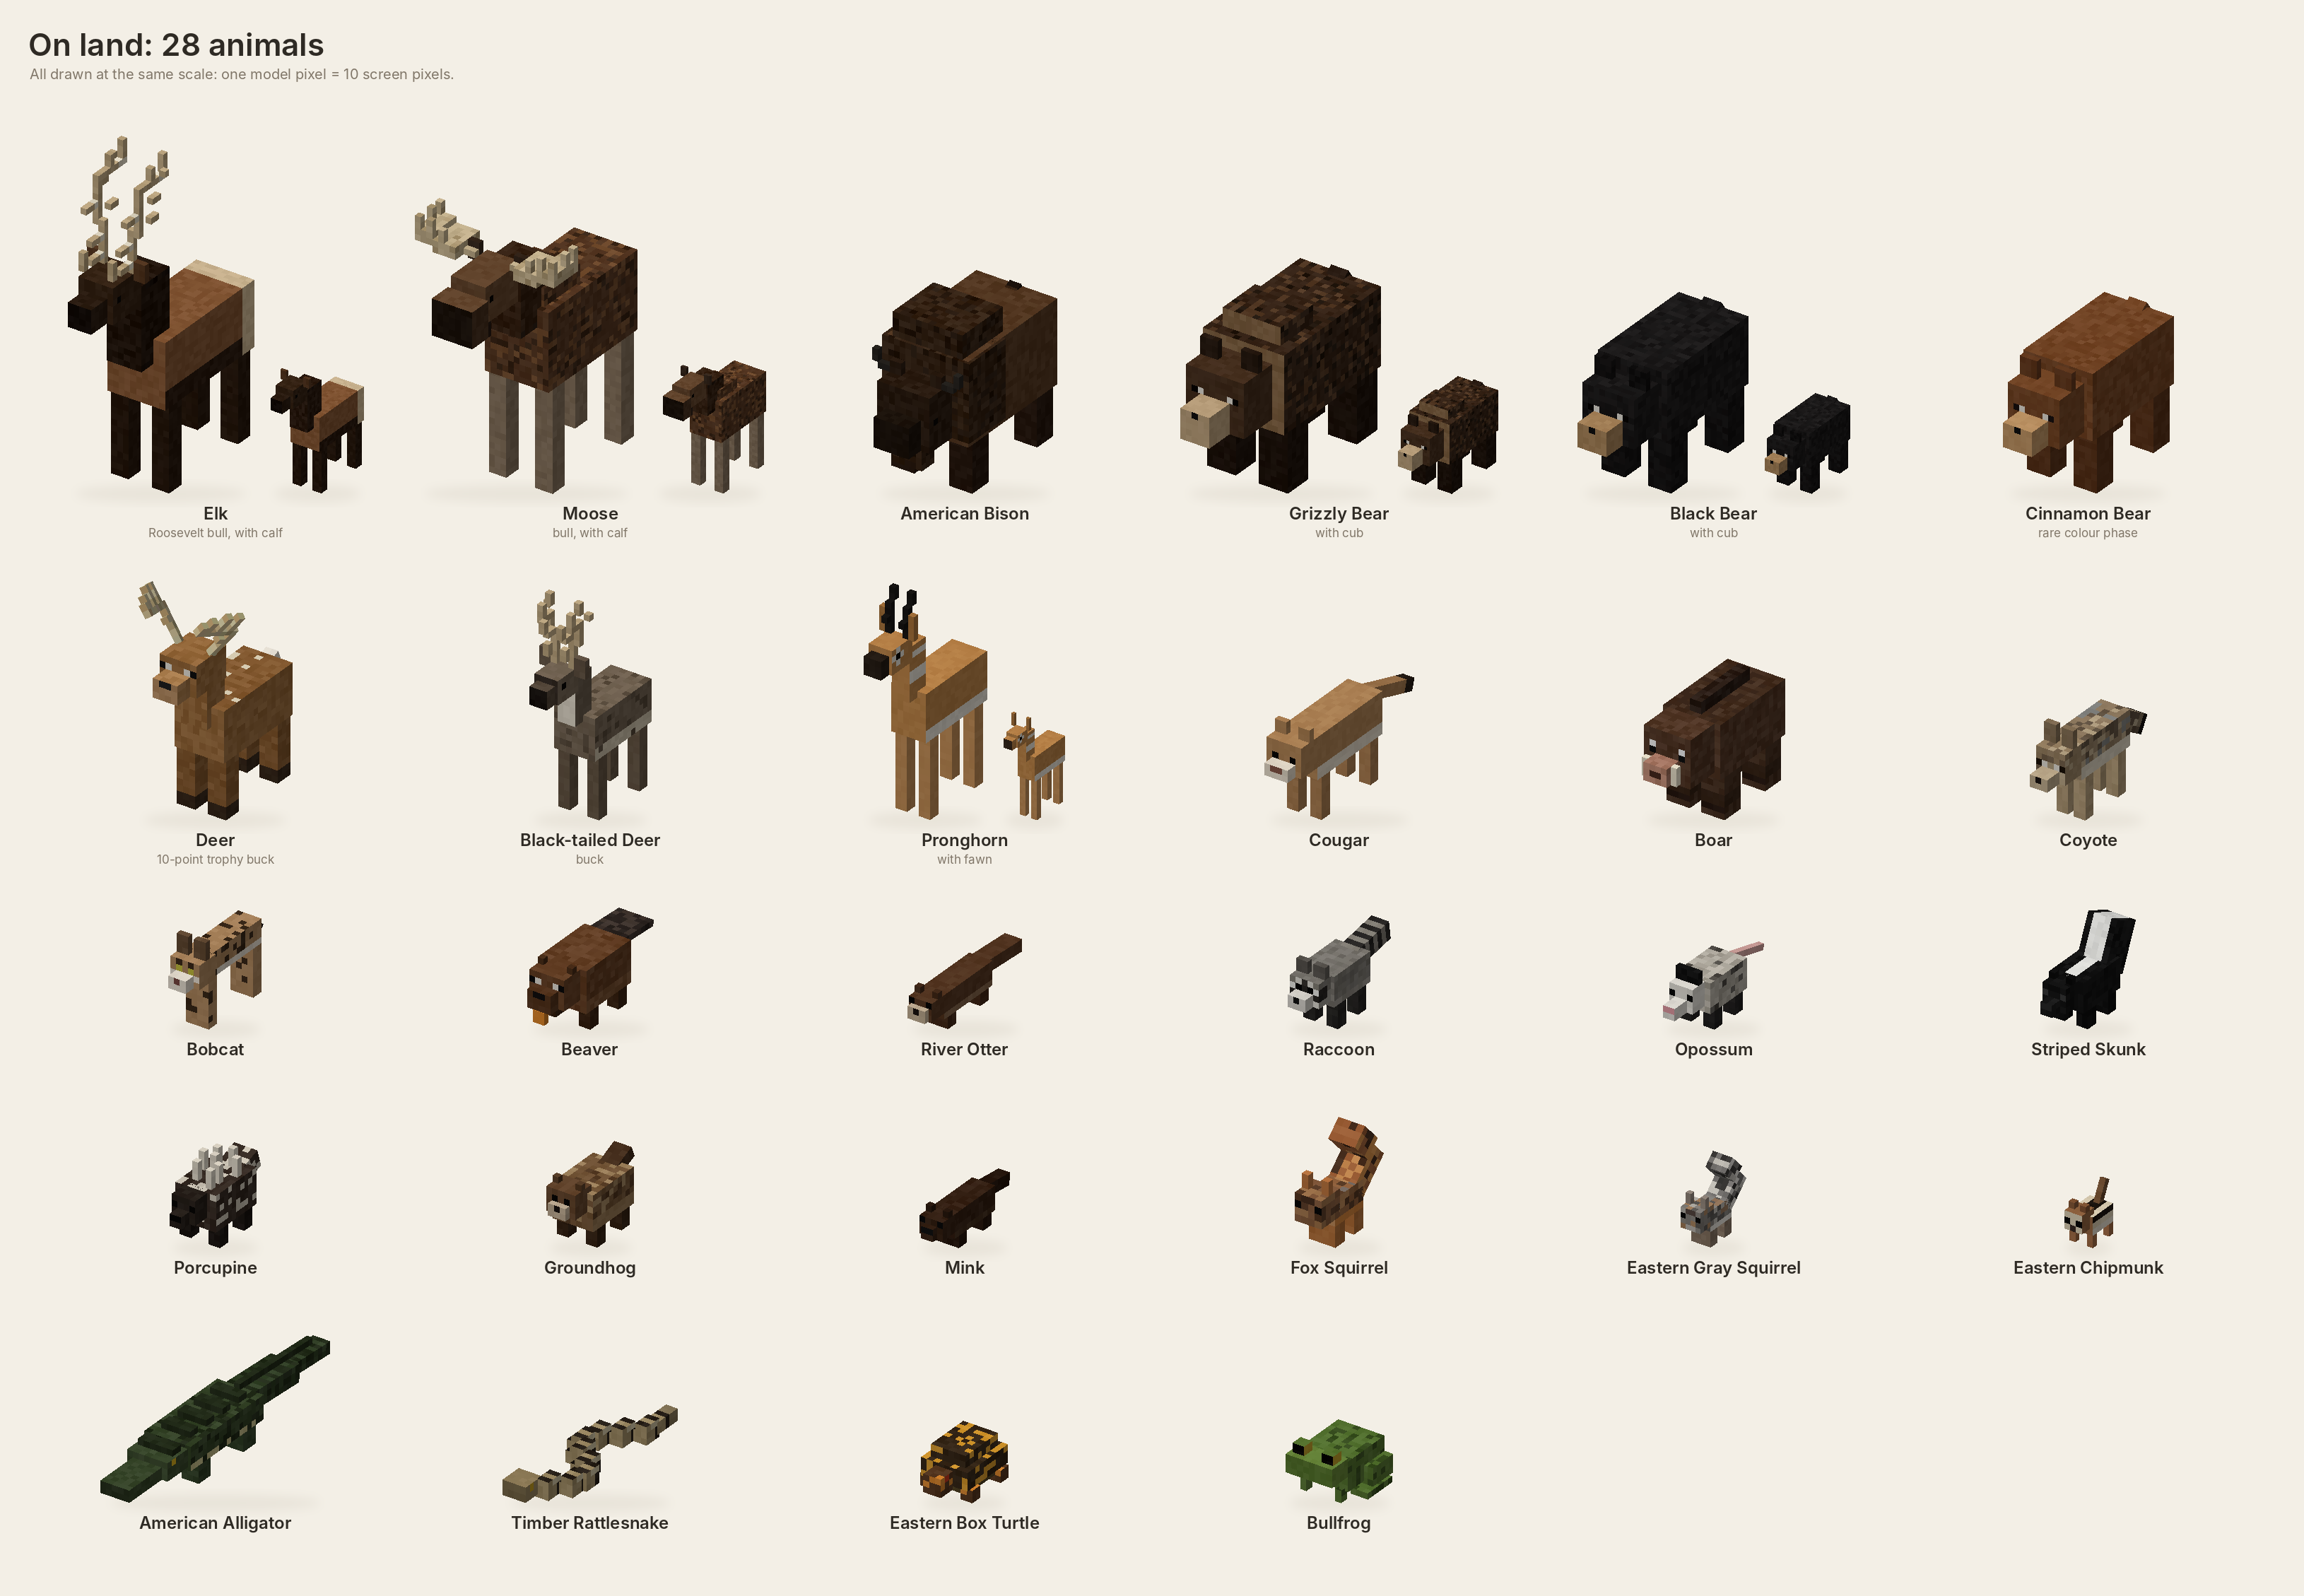 On land: 28 animals
All drawn at the same scale: one model pixel = 10 screen pixels.
Elk
Roosevelt bull, with calf
Moose
bull, with calf
American Bison
Grizzly Bear
with cub
Black Bear
with cub
Cinnamon Bear
rare colour phase
Deer
10-point trophy buck
Black-tailed Deer
buck
Pronghorn
with fawn
Cougar
Boar
Coyote
Bobcat
Beaver
River Otter
Raccoon
Opossum
Striped Skunk
Porcupine
Groundhog
Mink
Fox Squirrel
Eastern Gray Squirrel
Eastern Chipmunk
American Alligator
Timber Rattlesnake
Eastern Box Turtle
Bullfrog